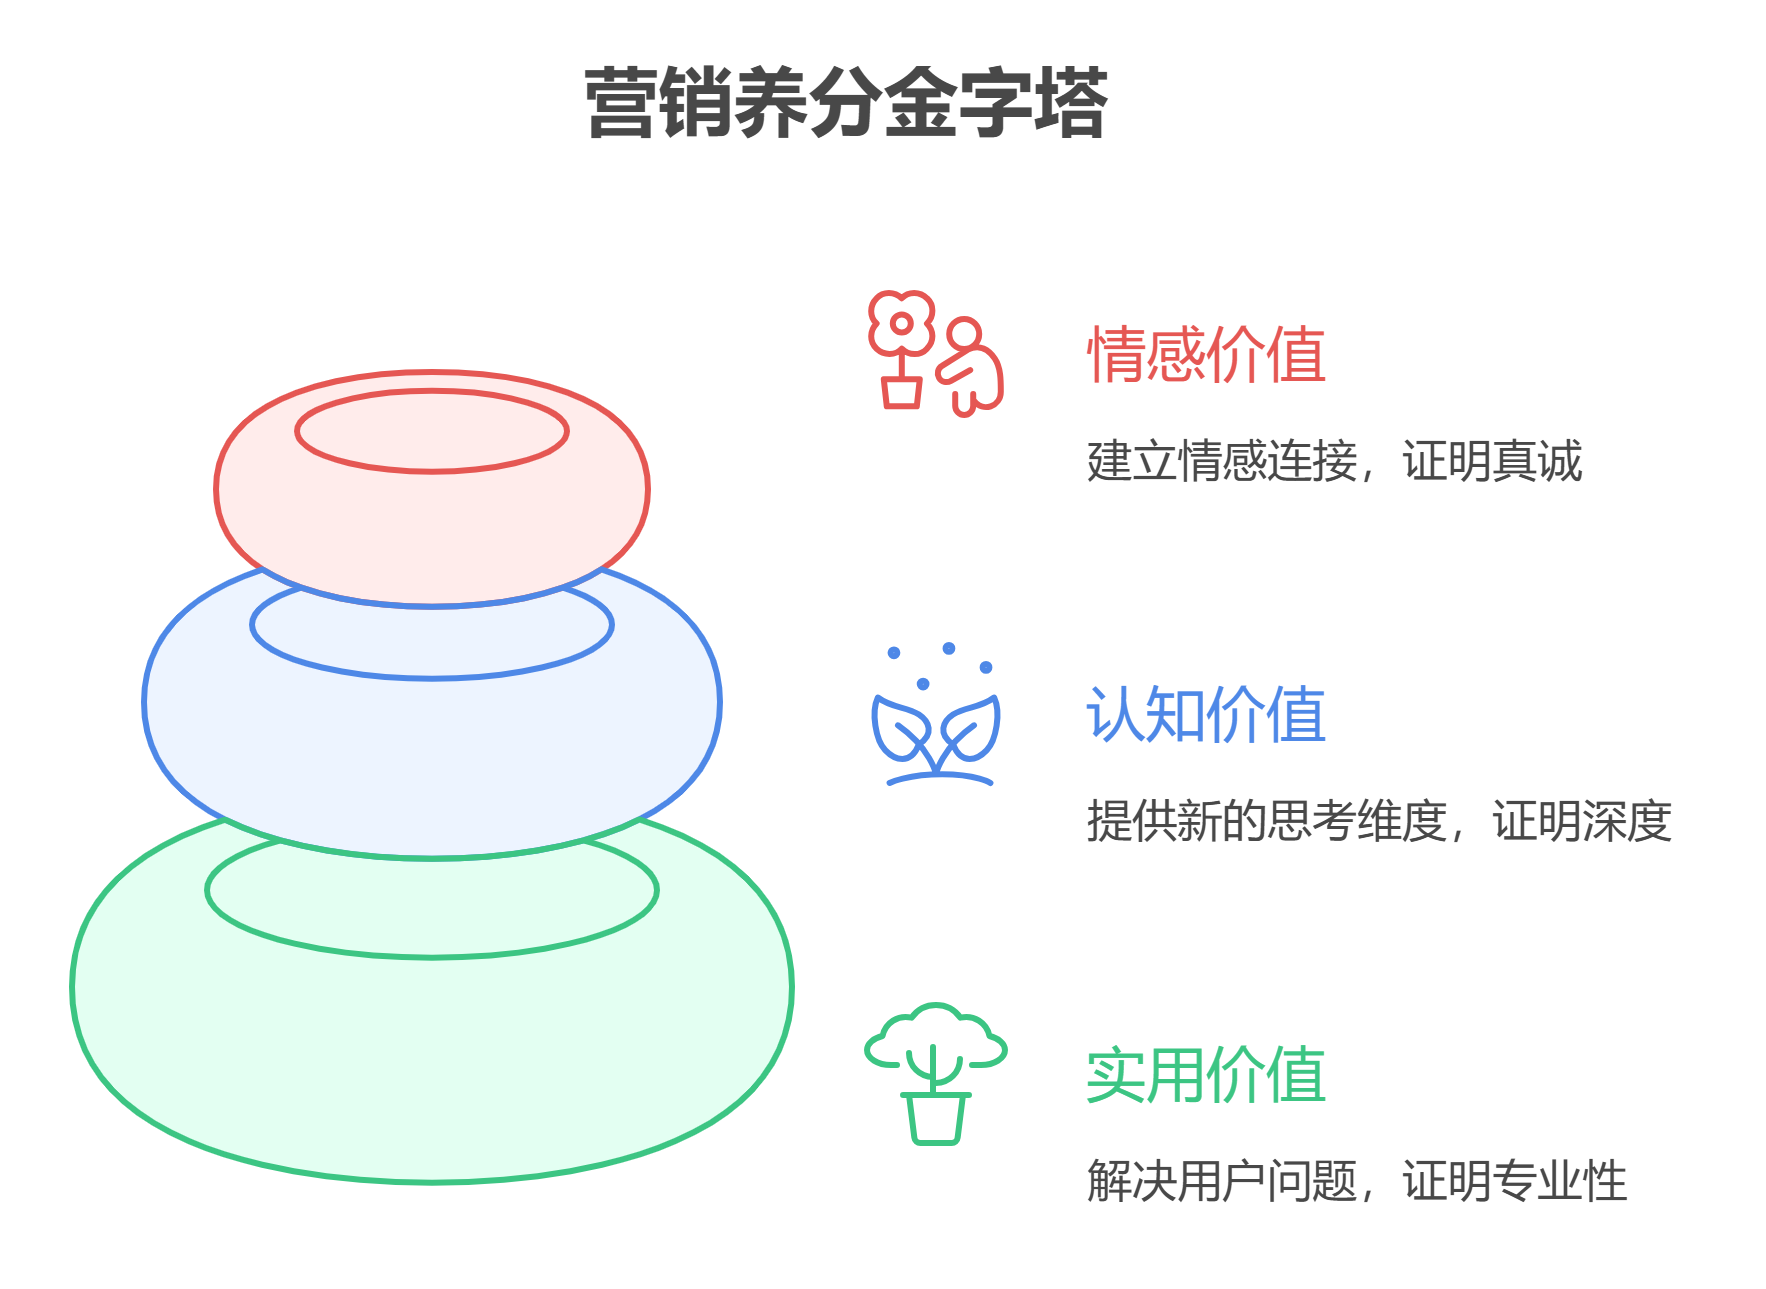 营销养分金字塔
情感价值
建立情感连接，证明真诚
认知价值
提供新的思考维度，证明深度
实用价值
解决用户问题，证明专业性